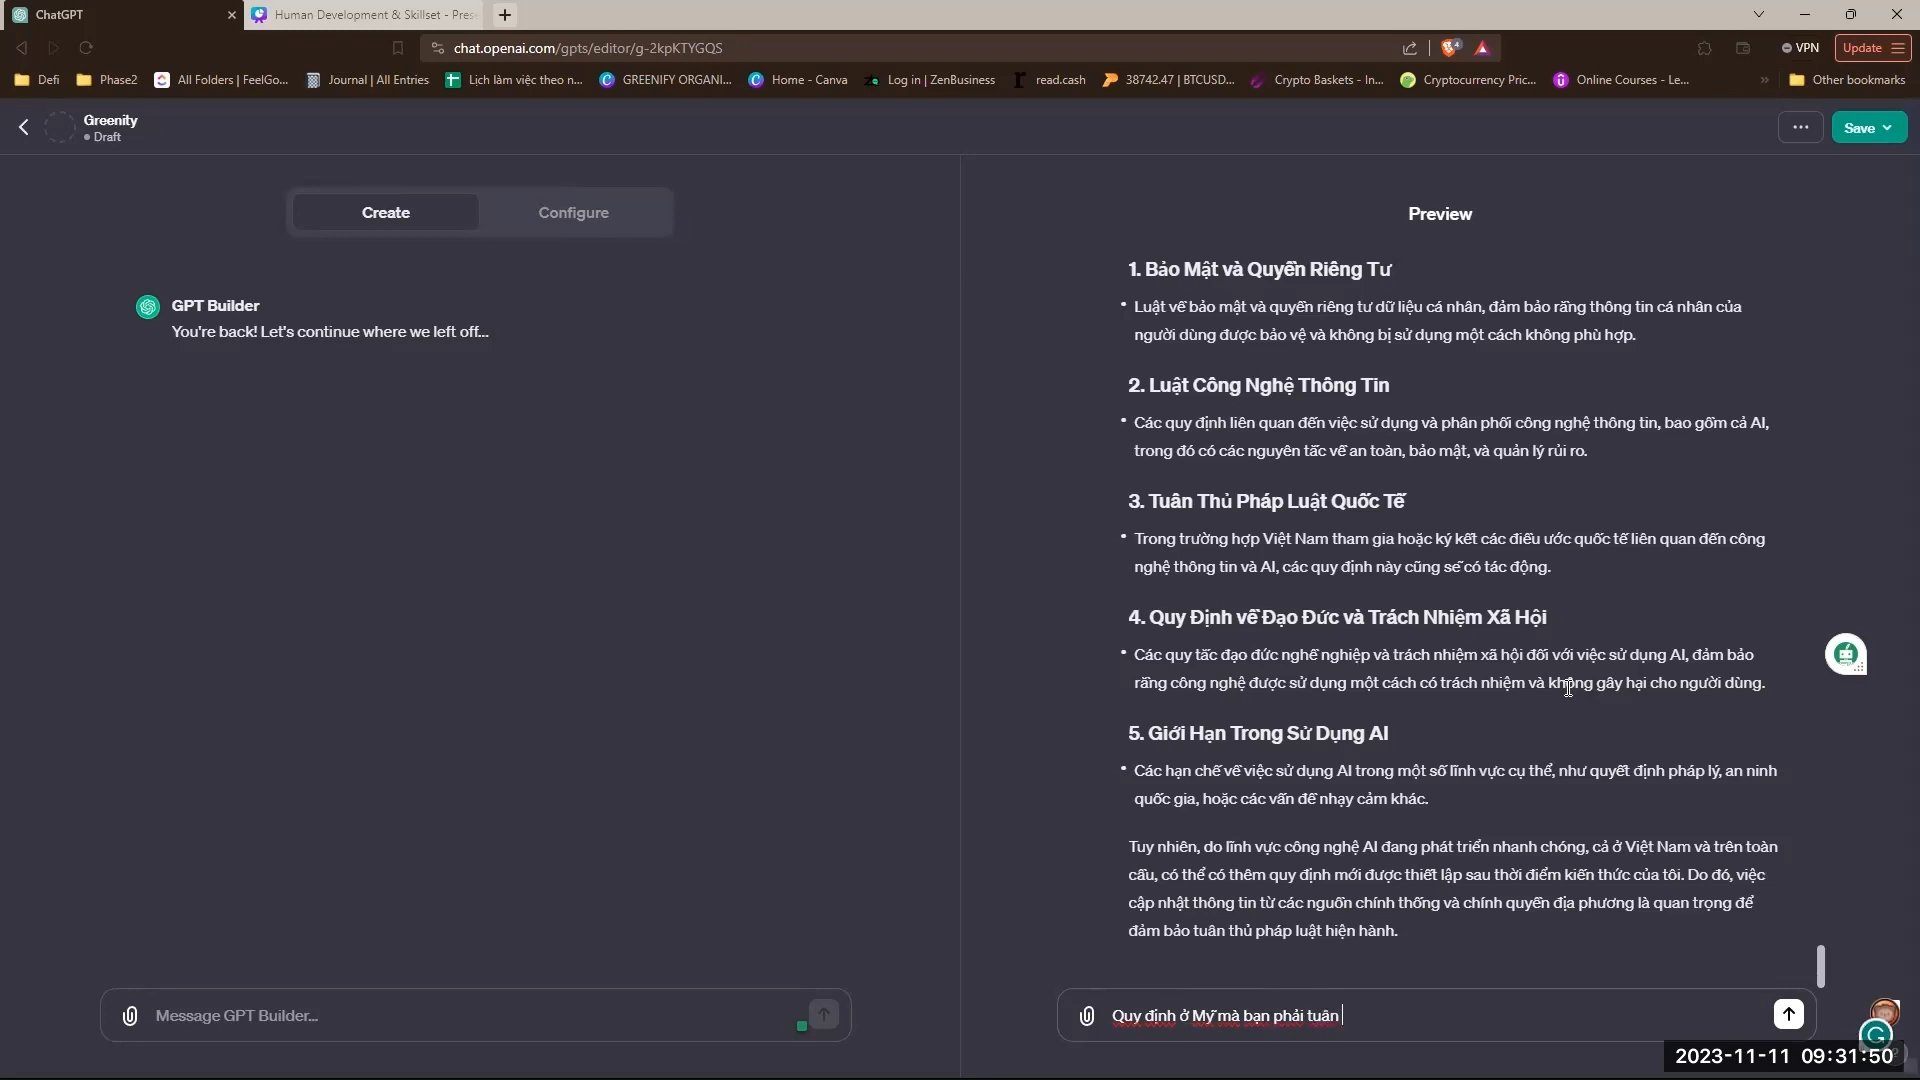 ChatGPT
Human Development & Skillset - Pres
chat.openai.com/gpts/editor/g-2kpKTYGQS
VPN
Update
Defi
Phase2
All Folders | FeelGo...
Journal | All Entries
Lịch làm việc theo n...
GREENIFY ORGANI...
Home - Canva
Log in | ZenBusiness
read.cash
38742.47 | BTCUSD...
Crypto Baskets - In...
Cryptocurrency Pric...
Online Courses - Le...
Other bookmarks
Greenity
Draft
Save
Create
Configure
GPT Builder
You're back! Let's continue where we left off...
Message GPT Builder...
Preview
1. Bảo Mật và Quyền Riêng Tư
Luật về bảo mật và quyền riêng tư dữ liệu cá nhân, đảm bảo rằng thông tin cá nhân của
người dùng được bảo vệ và không bị sử dụng một cách không phù hợp.
2. Luật Công Nghệ Thông Tin
Các quy định liên quan đến việc sử dụng và phân phối công nghệ thông tin, bao gồm cả AI,
trong đó có các nguyên tắc về an toàn, bảo mật, và quản lý rủi ro.
3. Tuân Thủ Pháp Luật Quốc Tế
Trong trường hợp Việt Nam tham gia hoặc ký kết các điều ước quốc tế liên quan đến công
nghệ thông tin và AI, các quy định này cũng sẽ có tác động.
4. Quy Định về Đạo Đức và Trách Nhiệm Xã Hội
Các quy tắc đạo đức nghề nghiệp và trách nhiệm xã hội đối với việc sử dụng AI, đảm bảo
rằng công nghệ được sử dụng một cách có trách nhiệm và không gây hại cho người dùng.
5. Giới Hạn Trong Sử Dụng AI
Các hạn chế về việc sử dụng AI trong một số lĩnh vực cụ thể, như quyết định pháp lý, an ninh
quốc gia, hoặc các vấn đề nhạy cảm khác.
Tuy nhiên, do lĩnh vực công nghệ AI đang phát triển nhanh chóng, cả ở Việt Nam và trên toàn
cầu, có thể có thêm quy định mới được thiết lập sau thời điểm kiến thức của tôi. Do đó, việc
cập nhật thông tin từ các nguồn chính thống và chính quyền địa phương là quan trọng để
đảm bảo tuân thủ pháp luật hiện hành.
Quy định ở Mỹ mà bạn phải tuân
2023-11-11 09:31:50